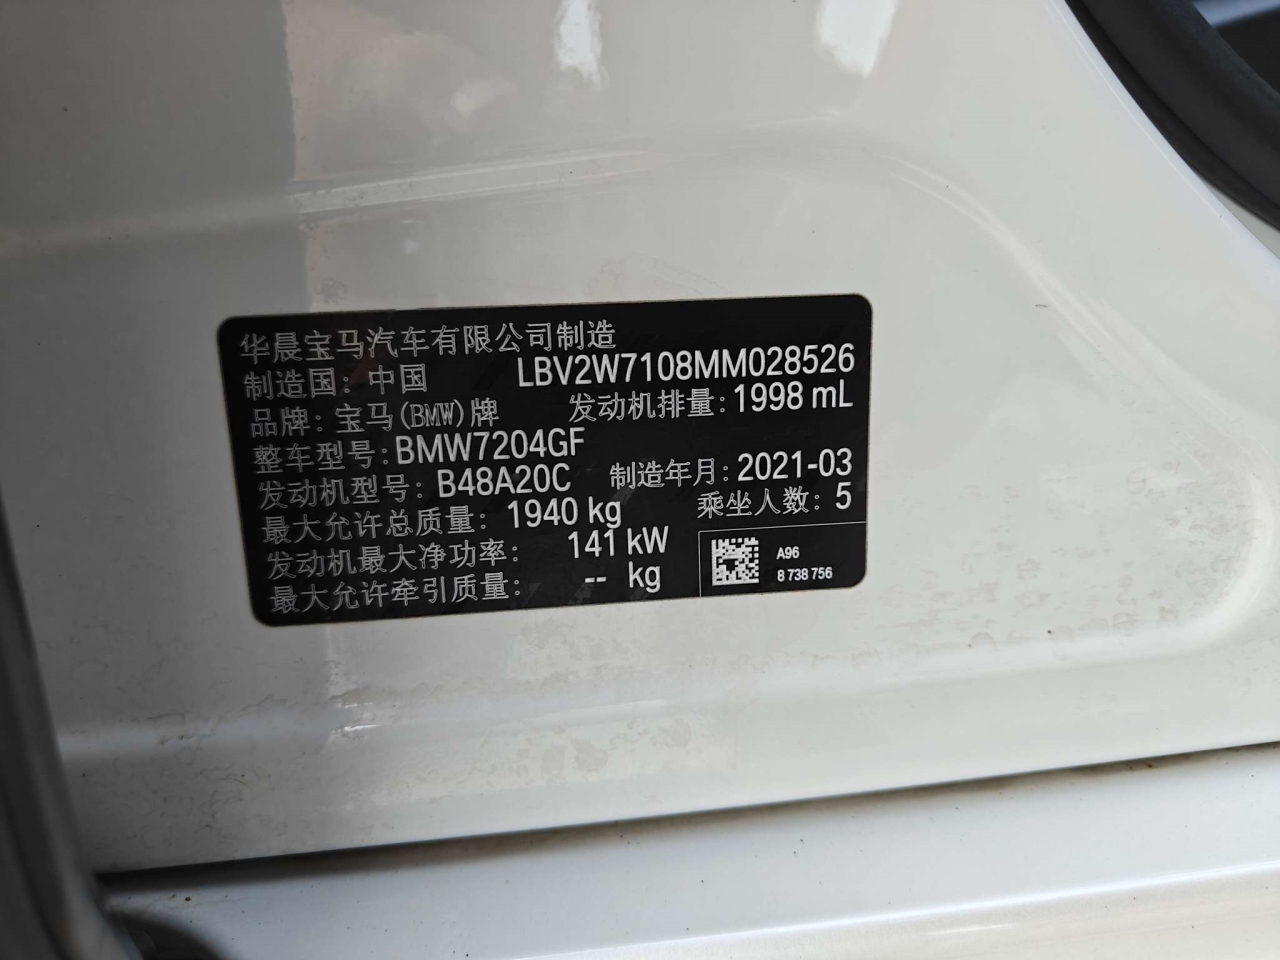 华晨宝马汽车有限公司制造
制造国：中国 LBV2W7108MM028526
品牌：宝马(BMW)牌 发动机排量：1998 mL
整车型号：BMW7204GF
发动机型号：B48A20C 制造年月：2021-03
最大允许总质量：1940 kg 乘坐人数：5
发动机最大净功率：141 kW
最大允许牵引质量：-- kg
A96
8 738 756